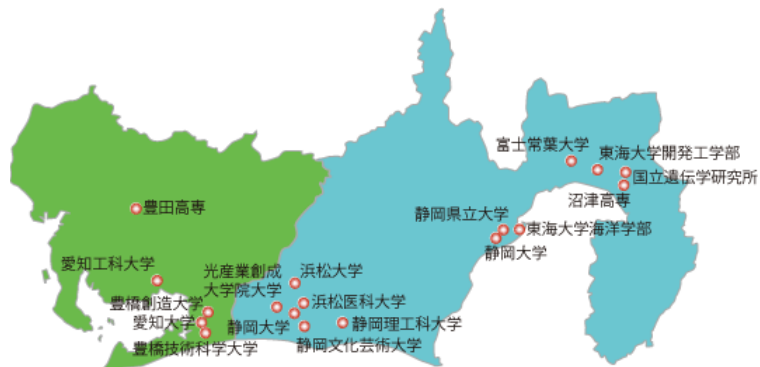 富士常葉大学
東海大学開発工学部
国立遺伝学研究所
沼津高専
豊田高専
静岡県立大学
東海大学海洋学部
静岡大学
愛知工科大学
光産業創成
大学院大学
浜松大学
豊橋創造大学
浜松医科大学
愛知大学
静岡大学
静岡理工科大学
豊橋技術科学大学
静岡文化芸術大学